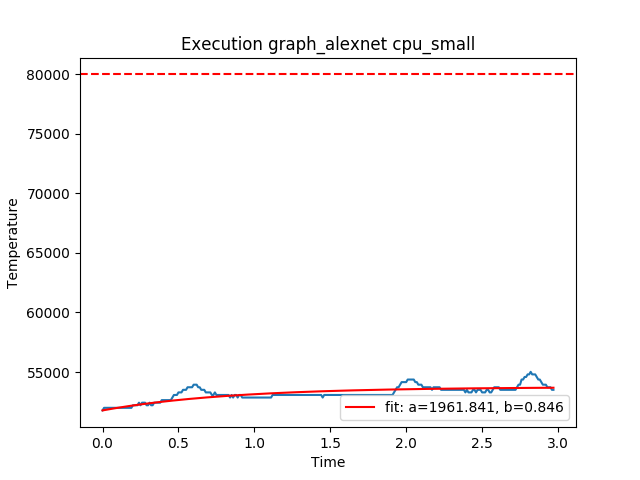 Execution graph_alexnet cpu_small
80000
75000
70000
65000
60000
55000
Temperature
fit: a=1961.841, b=0.846
0.0 0.5 1.0 1.5 2.0 2.5 3.0
Time